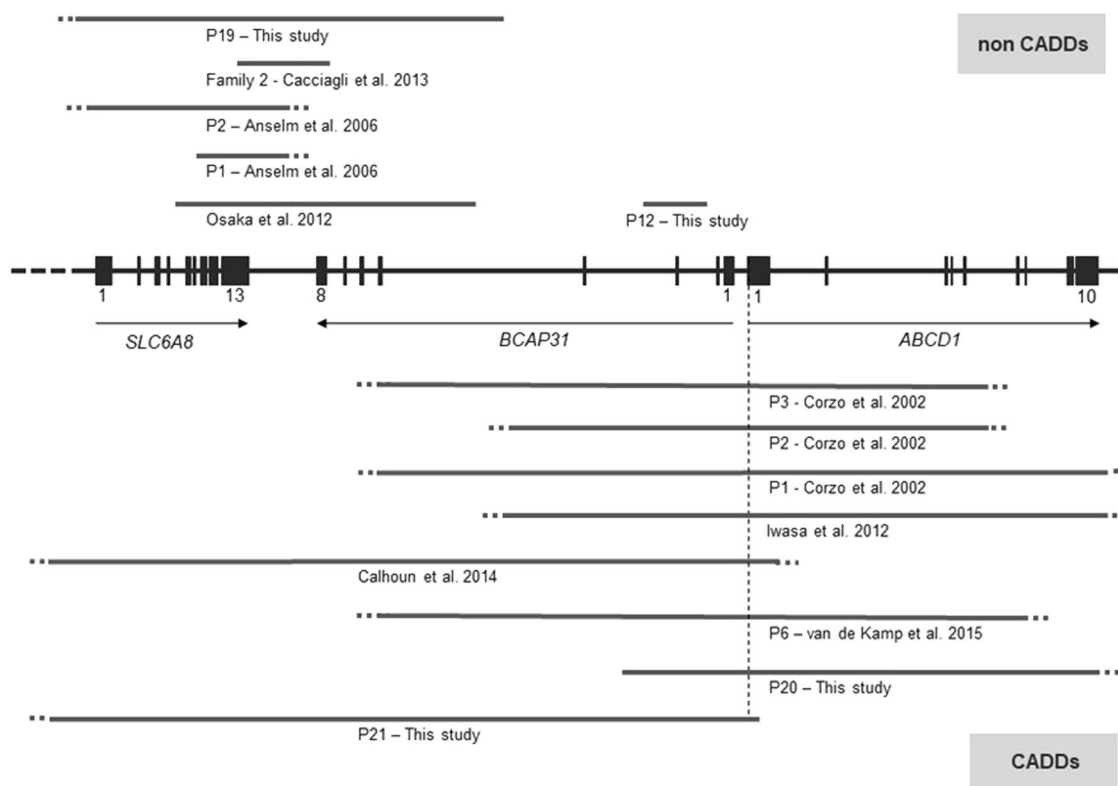 non CADDs
P19 – This study
Family 2 - Cacciagli et al. 2013
P2 – Anselm et al. 2006
P1 – Anselm et al. 2006
Osaka et al. 2012
P12 – This study
1 13 8 1 1 10
SLC6A8 BCAP31 ABCD1
P3 - Corzo et al. 2002
P2 - Corzo et al. 2002
P1 - Corzo et al. 2002
Iwasa et al. 2012
Calhoun et al. 2014
P6 – van de Kamp et al. 2015
P20 – This study
P21 – This study
CADDs